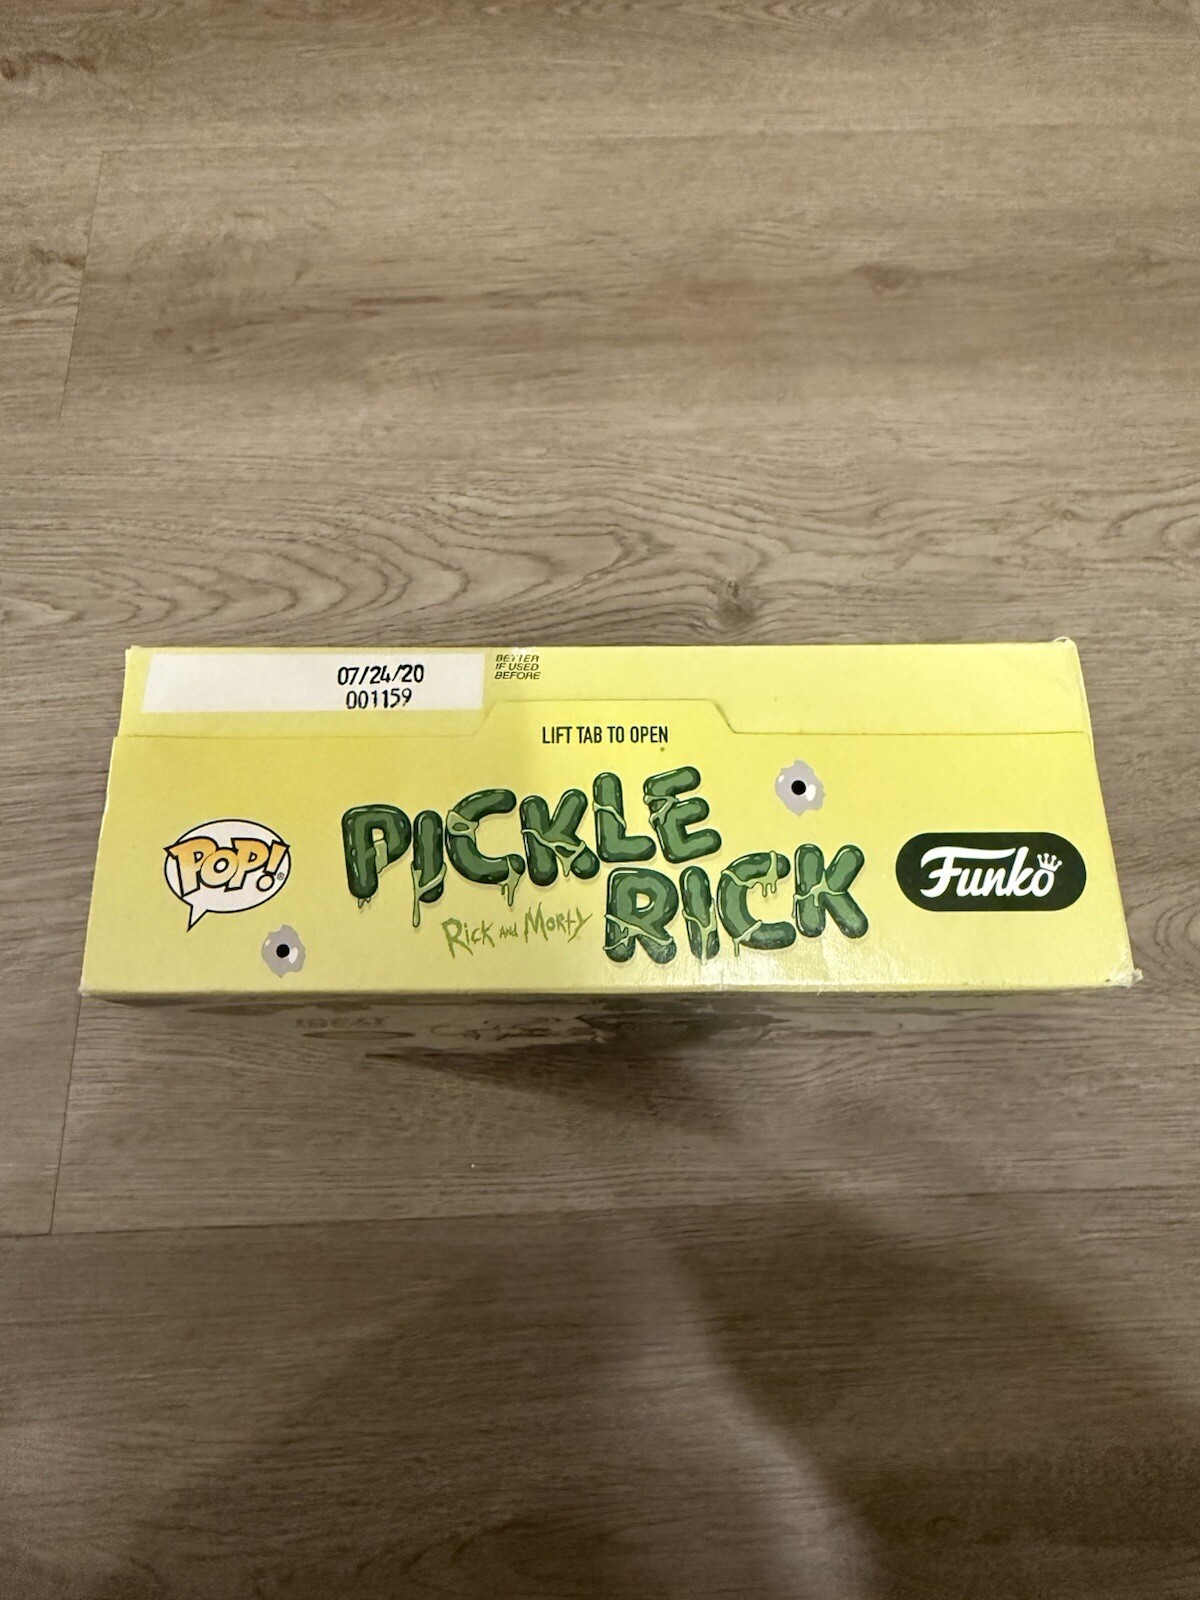 07/24/20
001159
BETTER
IF USED
BEFORE
LIFT TAB TO OPEN
PICKLE
RICK
Rick and Morty
POP!®
Funko